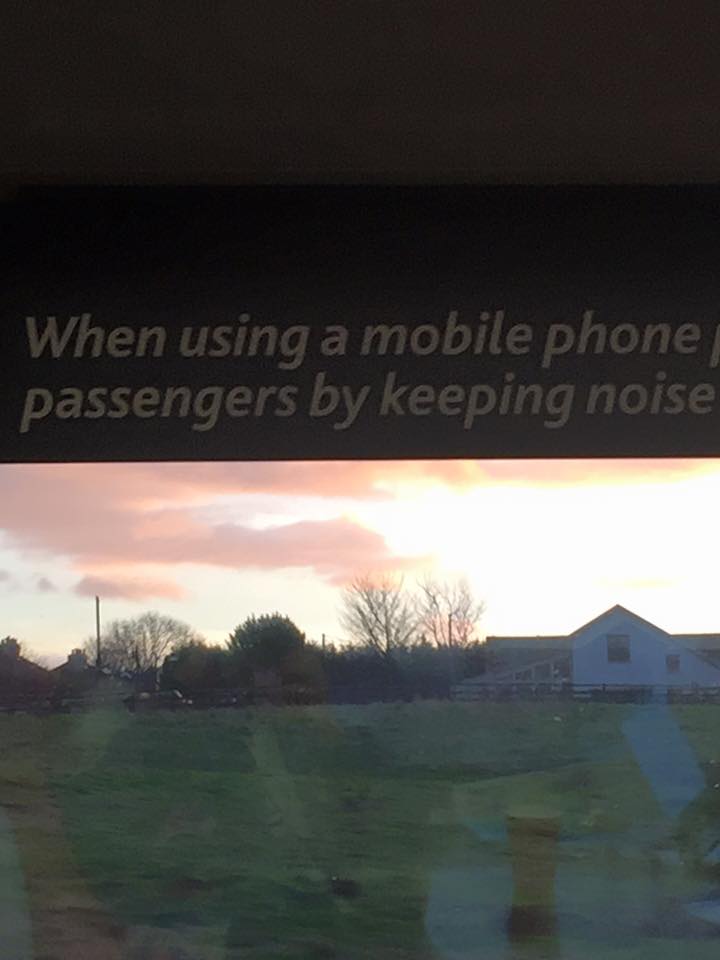 When using a mobile phone
passengers by keeping noise